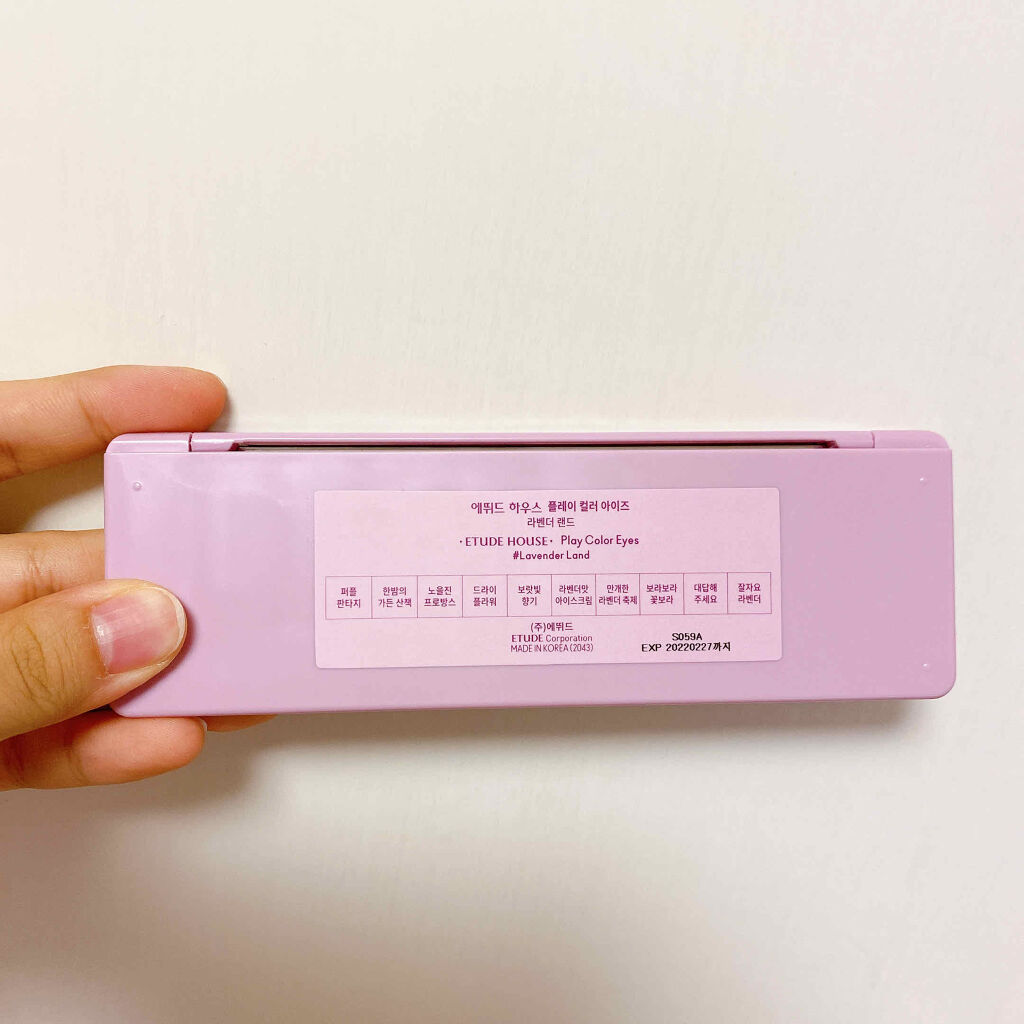 에뛰드 하우스 플레이 컬러 아이즈
라벤더 랜드
·ETUDE HOUSE· Play Color Eyes
#Lavender Land
퍼플 한밤의 노을진 드라이 보랏빛 라벤더맛 만개한 보라보라 대답해 잘자요
판타지 가든 산책 프로방스 플라워 향기 아이스크림 라벤더 축제 꽃보라 주세요 라벤더
(주)에뛰드
ETUDE Corporation
MADE IN KOREA (2043)
S059A
EXP 20220227까지